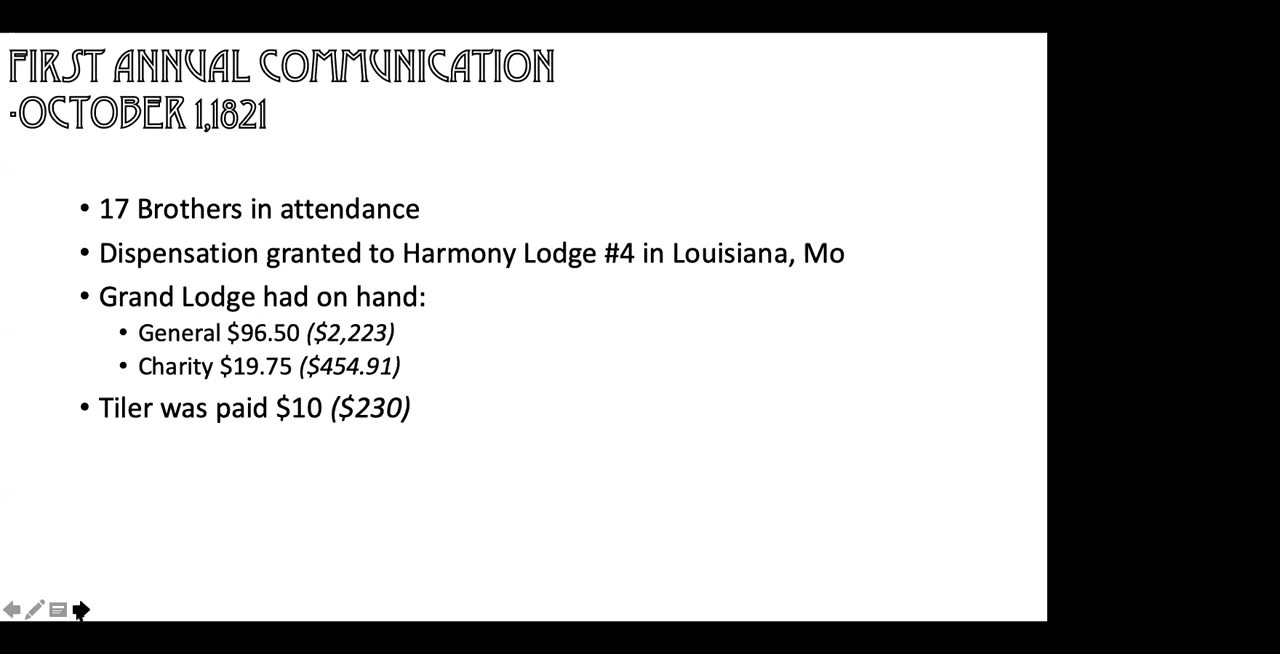 FIRST ANNUAL COMMUNICATION
-OCTOBER 1,1821
• 17 Brothers in attendance
• Dispensation granted to Harmony Lodge #4 in Louisiana, Mo
• Grand Lodge had on hand:
• General $96.50 ($2,223)
• Charity $19.75 ($454.91)
• Tiler was paid $10 ($230)